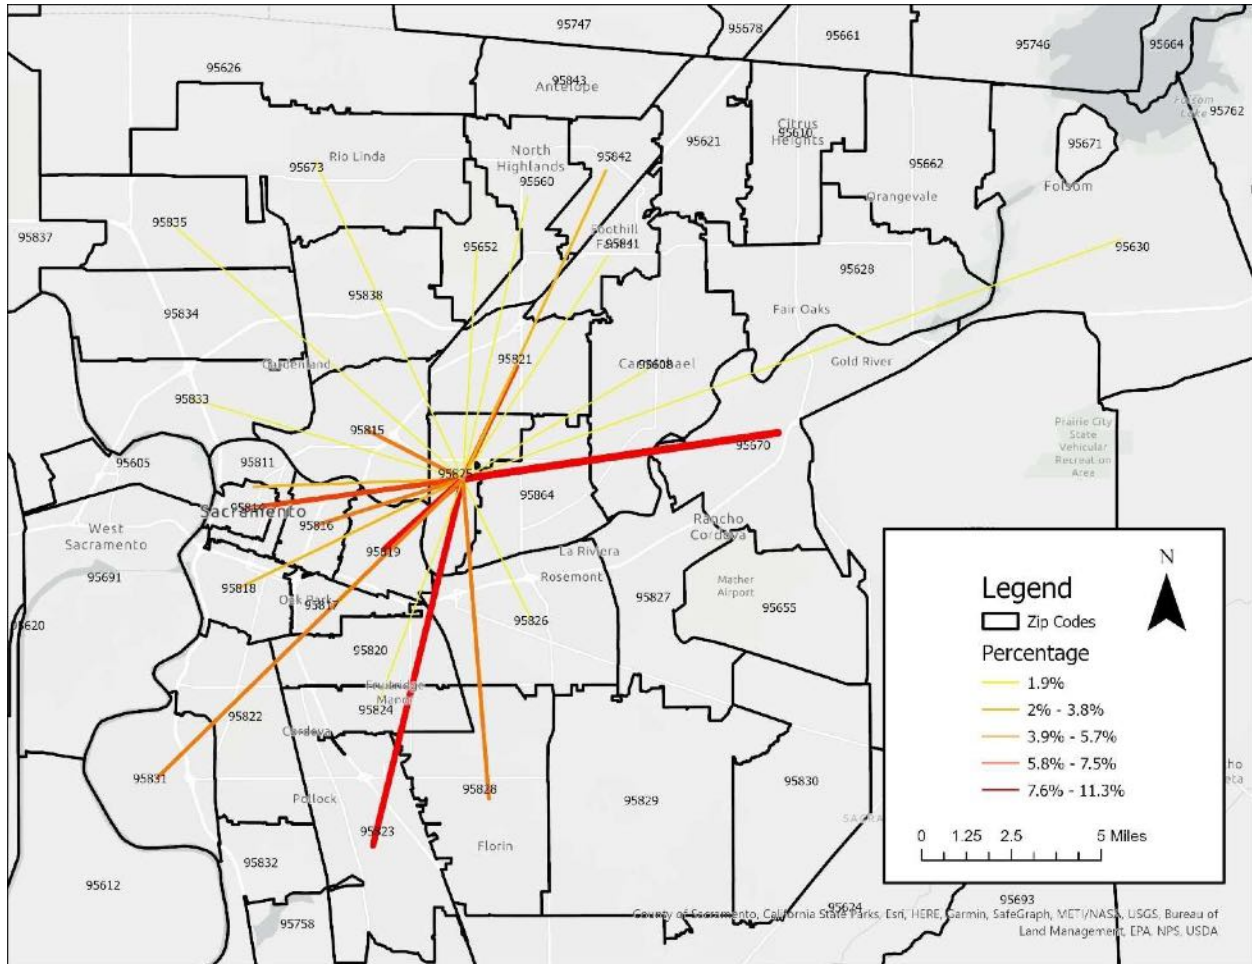 95747
95678
95661
95746
95664
95626
95843
Antelope
95762
Folsom
Lake
Citrus
95610
Heights
95621
95671
North
Highlands
95842
Rio Linda
95673
95660
95662
Folsom
Orangevale
95835
95837
95652
Foothill
95841
95630
95628
95838
95834
Fair Oaks
95821
95608
Gold River
95833
95815
95670
Prairie City
State
Vehicular
Recreation
Area
95605
95811
95825
95864
95814
Sacramento
95816
West
Sacramento
Rancho
Cordova
95819
La Riviera
Rosemont
95691
95818
Oak Park
95817
95827
Mather
Airport
95655
95620
95826
95820
Fruitridge
Manor
95824
95822
95831
95828
95829
95830
Pollock
95823
Florin
95832
95612
95758
95624
95693
N
Legend
Zip Codes
Percentage
1.9%
2% - 3.8%
3.9% - 5.7%
5.8% - 7.5%
7.6% - 11.3%
0 1.25 2.5 5 Miles
County of Sacramento, California State Parks, Esri, HERE, Garmin, SafeGraph, METI/NASA, USGS, Bureau of
Land Management, EPA, NPS, USDA